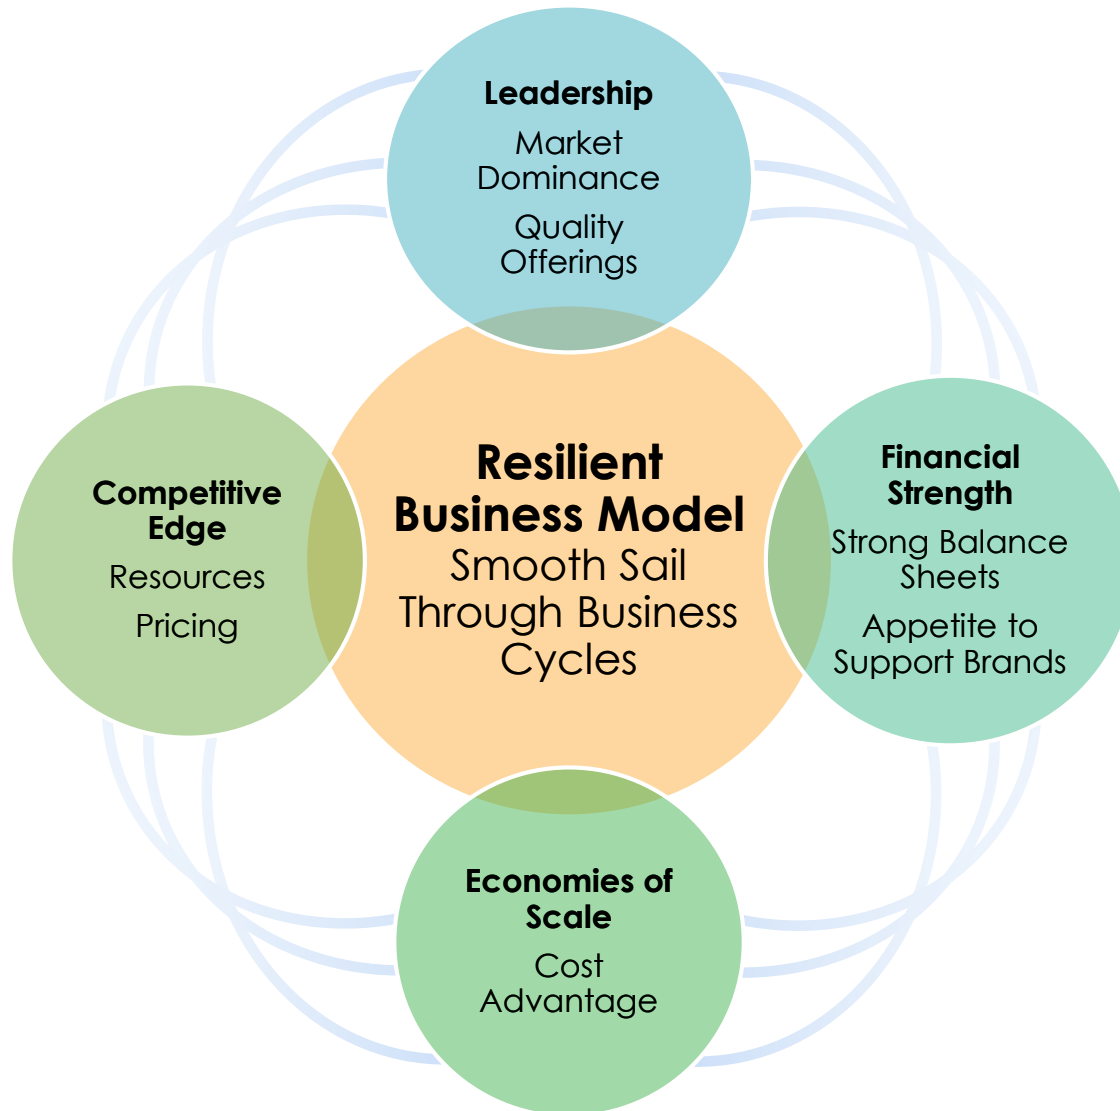 Leadership
Market
Dominance
Quality
Offerings
Competitive
Edge
Resources
Pricing
Resilient
Business Model
Smooth Sail
Through Business
Cycles
Financial
Strength
Strong Balance
Sheets
Appetite to
Support Brands
Economies of
Scale
Cost
Advantage